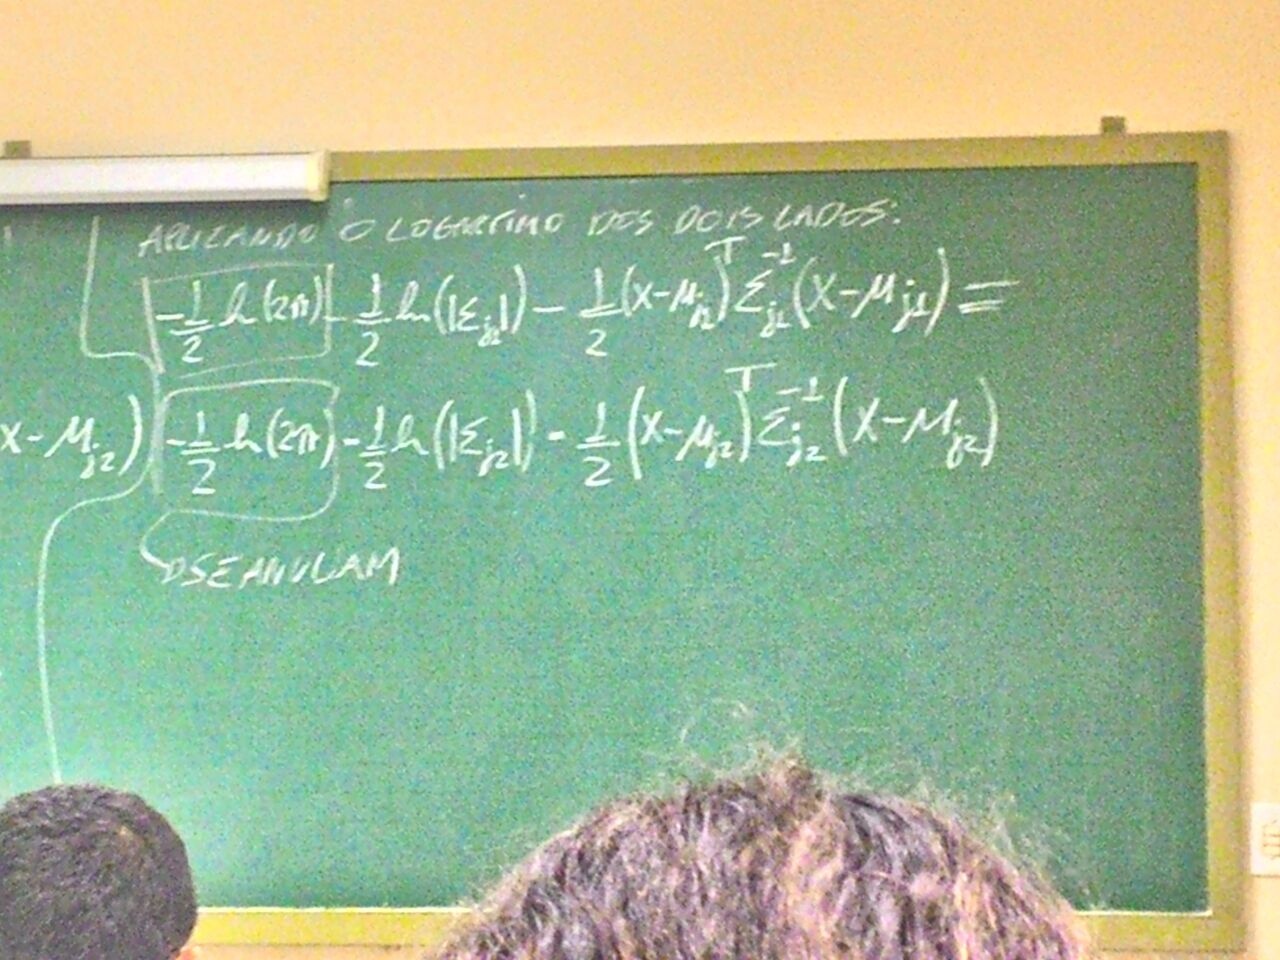 APLICANDO O LOGARITIMO DOS DOIS LADOS:
-1/2 ln(2π) - 1/2 ln(|Σj1|) - 1/2 (x-μj1)^T Σj1^-1 (x-μj1) =
x-μj2) -1/2 ln(2π) - 1/2 ln(|Σj2|) - 1/2 (x-μj2)^T Σj2^-1 (x-μj2)
SE ANULAM